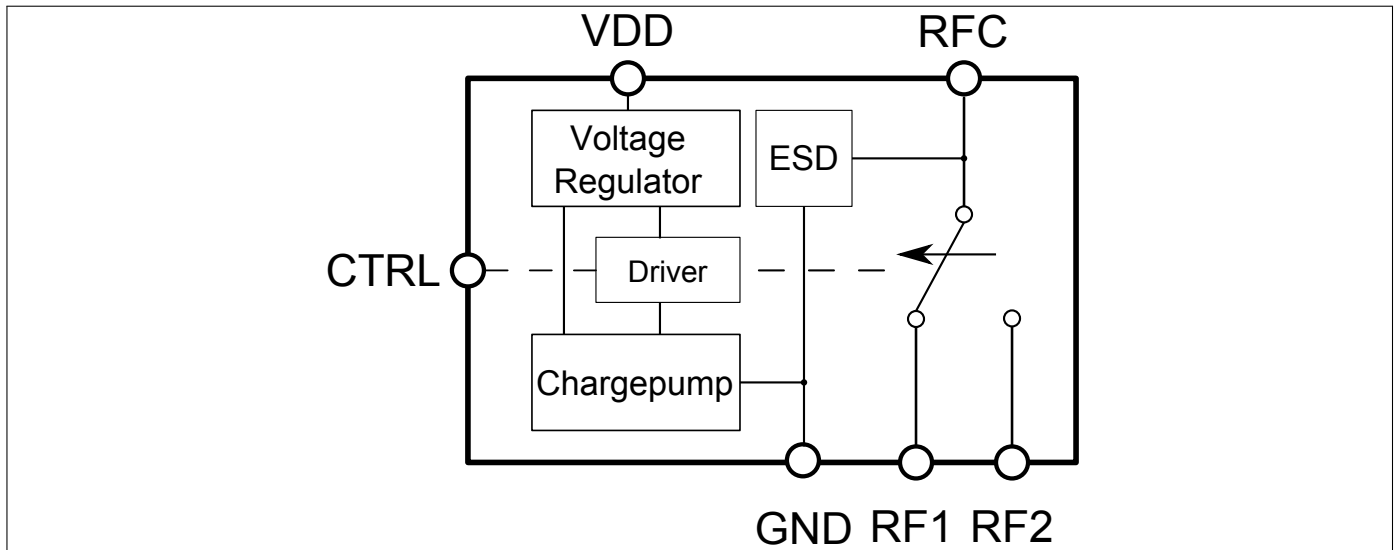 VDD
RFC
Voltage
Regulator
ESD
CTRL
Driver
Chargepump
GND
RF1
RF2